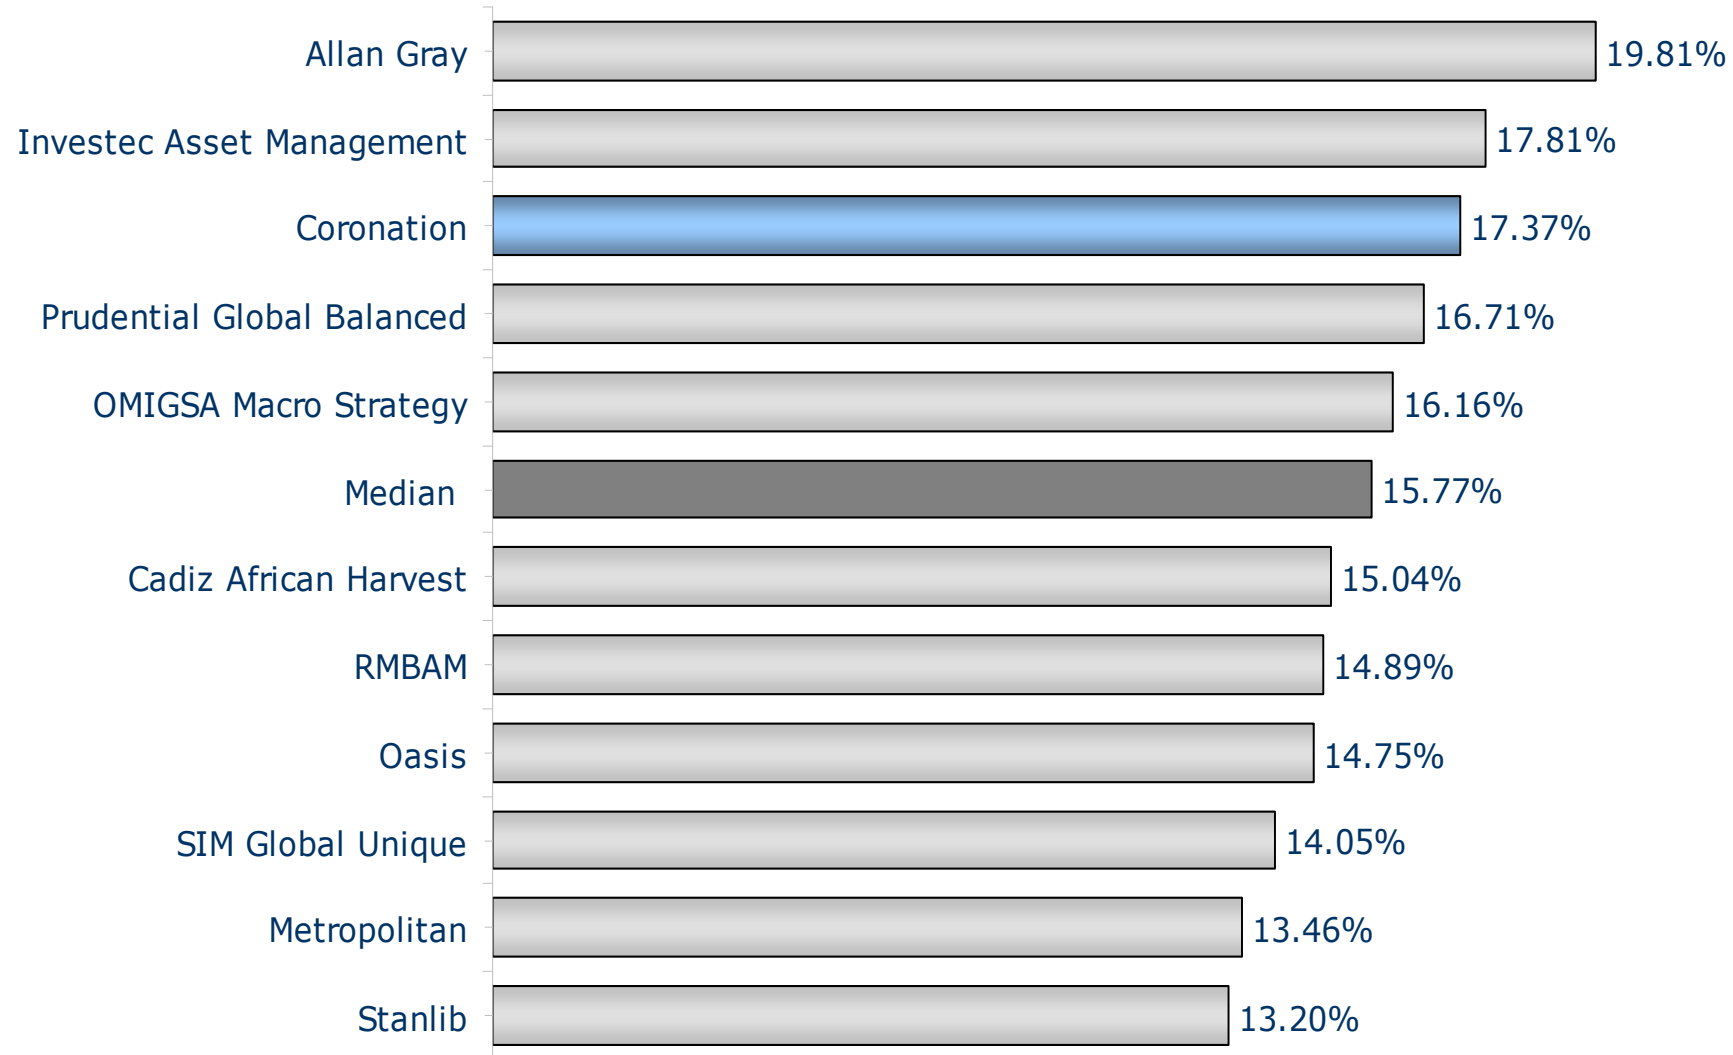 Allan Gray 19.81%
Investec Asset Management 17.81%
Coronation 17.37%
Prudential Global Balanced 16.71%
OMIGSA Macro Strategy 16.16%
Median 15.77%
Cadiz African Harvest 15.04%
RMBAM 14.89%
Oasis 14.75%
SIM Global Unique 14.05%
Metropolitan 13.46%
Stanlib 13.20%